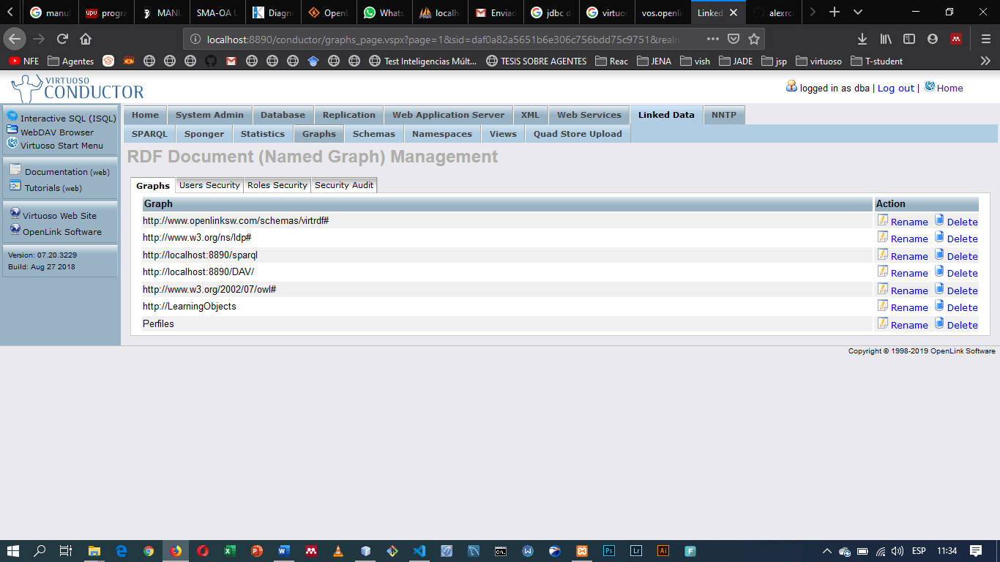 manu
progra
MANU
SMA-OA U
Diagno
OpenL
Whats
localho
Enviad
jdbc d
virtuos
vos.openlin
Linked
alexrco
localhost:8890/conductor/graphs_page.vspx?page=1&sid=daf0a82a5651b6e306c756bdd75c9751&realm
NFE
Agentes
Test Inteligencias Múlt...
TESIS SOBRE AGENTES
Reac
JENA
vish
JADE
jsp
virtuoso
T-student
VIRTUOSO
CONDUCTOR
logged in as dba | Log out | Home
Interactive SQL (ISQL)
WebDAV Browser
Virtuoso Start Menu
Documentation (web)
Tutorials (web)
Virtuoso Web Site
OpenLink Software
Version: 07.20.3229
Build: Aug 27 2018
Home System Admin Database Replication Web Application Server XML Web Services Linked Data NNTP
SPARQL Sponger Statistics Graphs Schemas Namespaces Views Quad Store Upload
RDF Document (Named Graph) Management
Graphs Users Security Roles Security Security Audit
Graph Action
http://www.openlinksw.com/schemas/virtrdf# Rename Delete
http://www.w3.org/ns/ldp# Rename Delete
http://localhost:8890/sparql Rename Delete
http://localhost:8890/DAV/ Rename Delete
http://www.w3.org/2002/07/owl# Rename Delete
http://LearningObjects Rename Delete
Perfiles Rename Delete
Copyright © 1998-2019 OpenLink Software
ESP 11:34